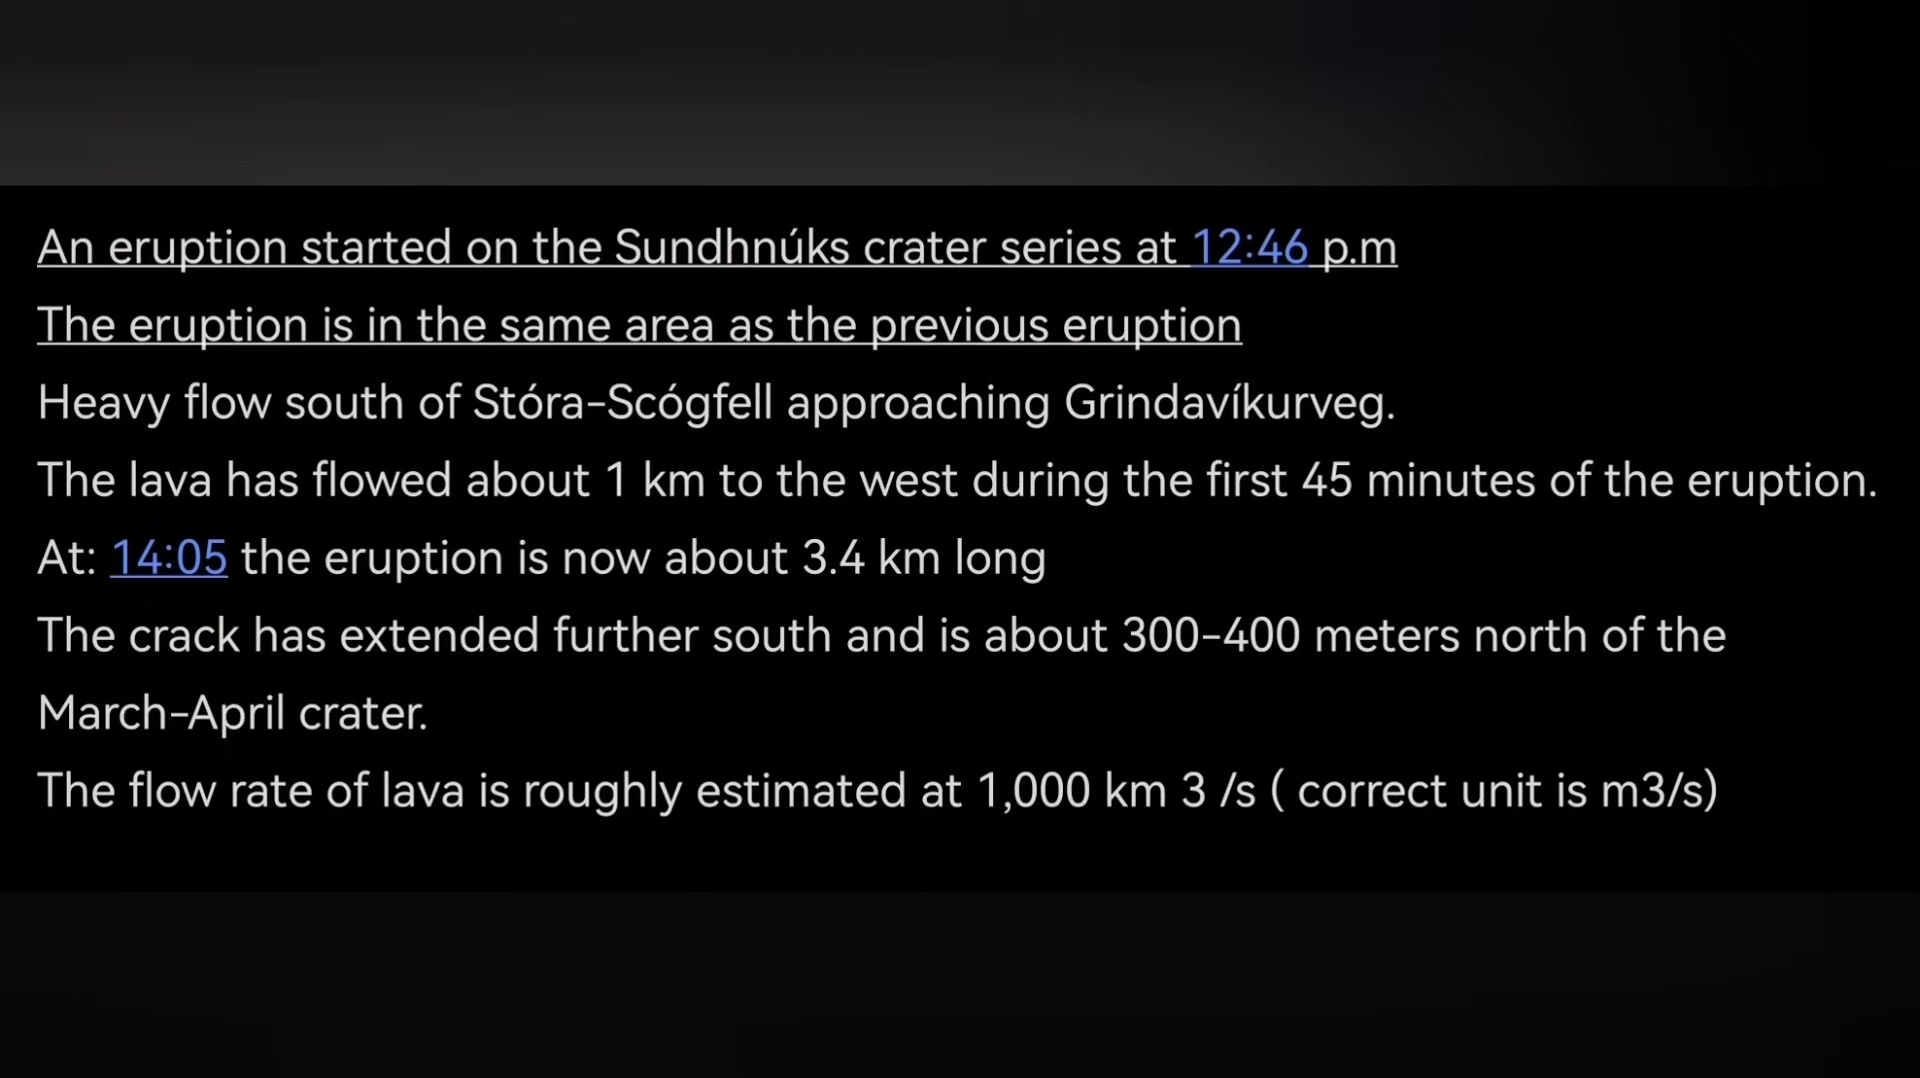 An eruption started on the Sundhnúks crater series at 12:46 p.m
The eruption is in the same area as the previous eruption
Heavy flow south of Stóra-Scógfell approaching Grindavíkurveg.
The lava has flowed about 1 km to the west during the first 45 minutes of the eruption.
At: 14:05 the eruption is now about 3.4 km long
The crack has extended further south and is about 300-400 meters north of the
March-April crater.
The flow rate of lava is roughly estimated at 1,000 km 3 /s ( correct unit is m3/s)